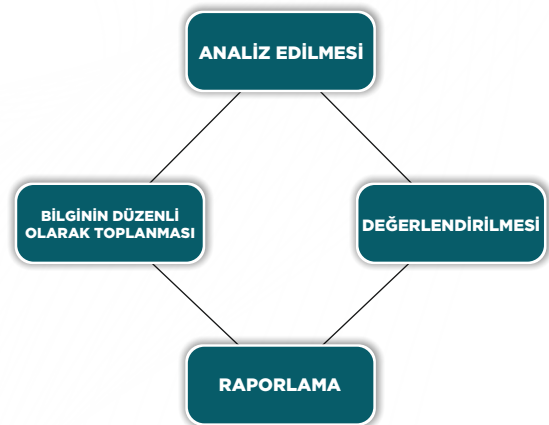 ANALİZ EDİLMESİ
BİLGİNİN DÜZENLİ
OLARAK TOPLANMASI
DEĞERLENDİRİLMESİ
RAPORLAMA